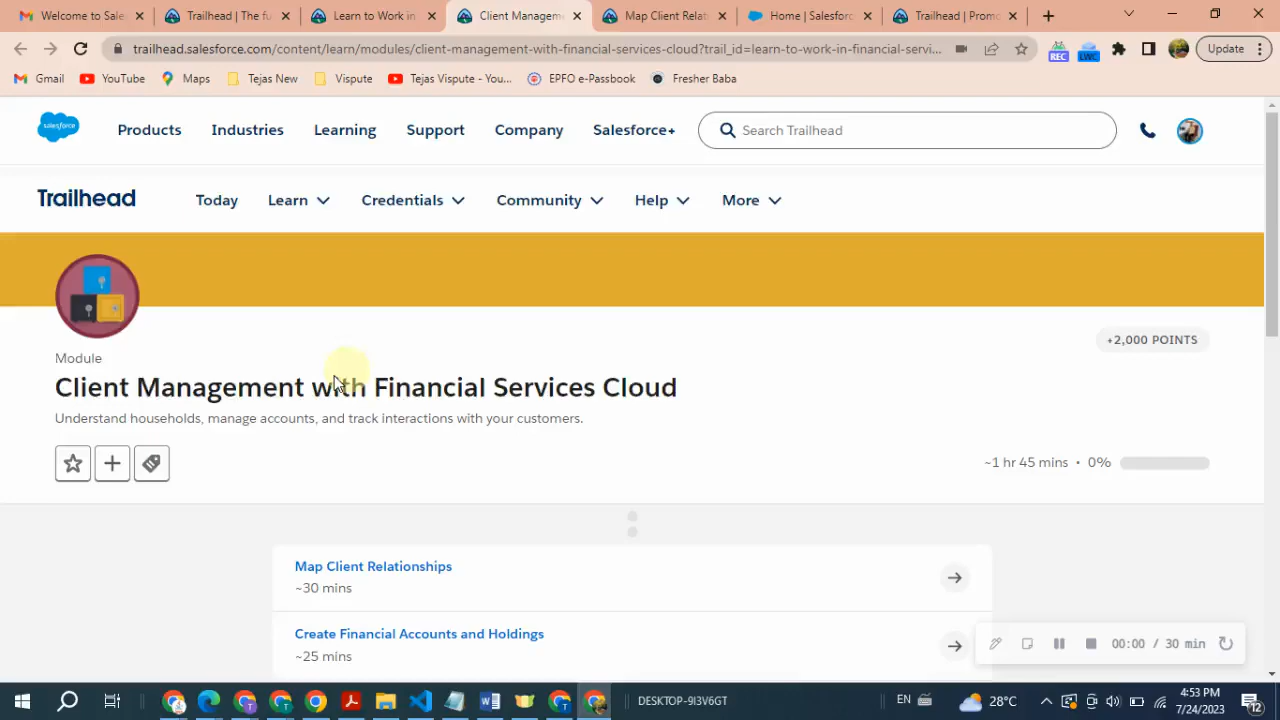 Welcome to Sale
Trailhead | The fu
Learn to Work in
Client Managem
Map Client Relati
Home | Salesforc
Trailhead | Promo
trailhead.salesforce.com/content/learn/modules/client-management-with-financial-services-cloud?trail_id=learn-to-work-in-financial-servi...
REC
LWC
Update
Gmail
YouTube
Maps
Tejas New
Vispute
Tejas Vispute - You...
EPFO e-Passbook
Fresher Baba
salesforce
Products
Industries
Learning
Support
Company
Salesforce+
Search Trailhead
Trailhead
Today
Learn
Credentials
Community
Help
More
+2,000 POINTS
Module
Client Management with Financial Services Cloud
Understand households, manage accounts, and track interactions with your customers.
~1 hr 45 mins • 0%
Map Client Relationships
~30 mins
Create Financial Accounts and Holdings
~25 mins
00:00 / 30 min
DESKTOP-9I3V6GT
EN
28°C
4:53 PM
7/24/2023
12